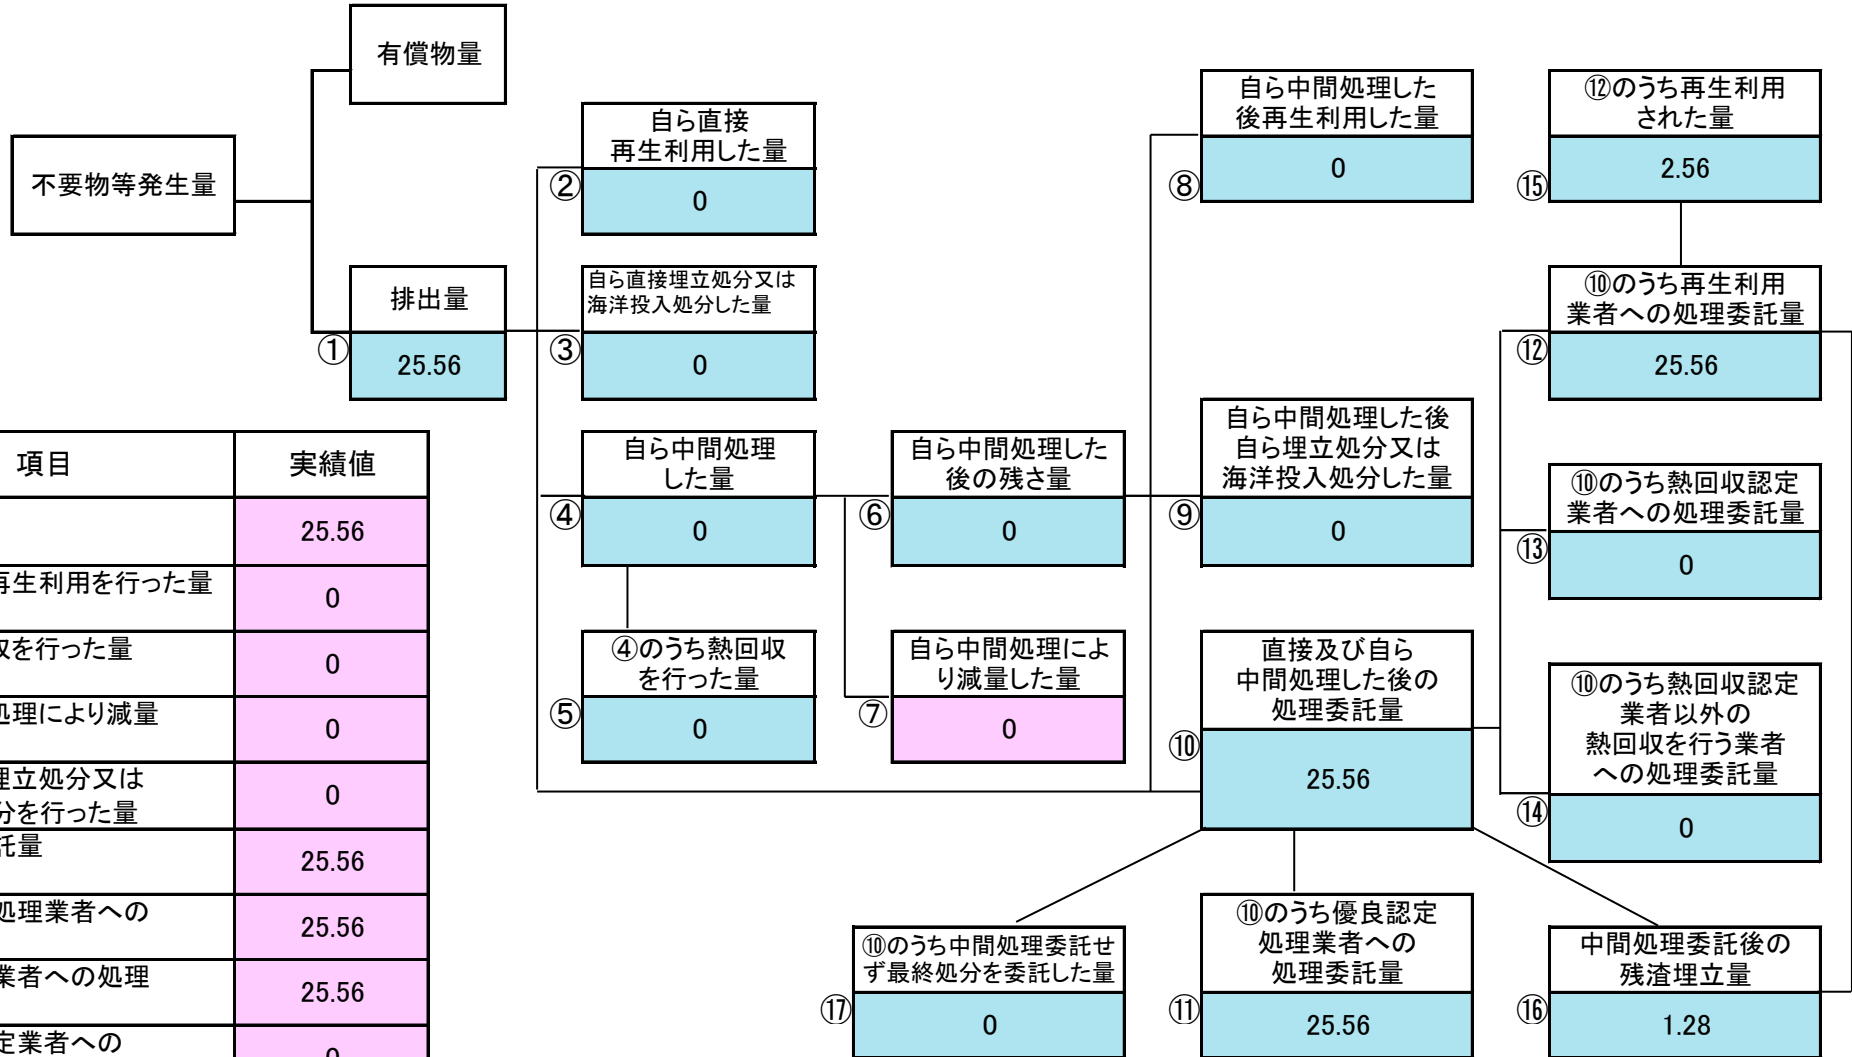 有償物量
不要物等発生量
排出量
①
25.56
自ら直接
再生利用した量
②
0
自ら直接埋立処分又は
海洋投入処分した量
③
0
自ら中間処理
した量
④
0
④のうち熱回収
を行った量
⑤
0
自ら中間処理した
後の残さ量
⑥
0
自ら中間処理によ
り減量した量
⑦
0
自ら中間処理した
後再生利用した量
⑧
0
自ら中間処理した後
自ら埋立処分又は
海洋投入処分した量
⑨
0
直接及び自ら
中間処理した後の
処理委託量
⑩
25.56
⑩のうち優良認定
処理業者への
処理委託量
⑪
25.56
⑫のうち再生利用
された量
⑮
2.56
⑩のうち再生利用
業者への処理委託量
⑫
25.56
⑩のうち熱回収認定
業者への処理委託量
⑬
0
⑩のうち熱回収認定
業者以外の
熱回収を行う業者
への処理委託量
⑭
0
中間処理委託後の
残渣埋立量
⑯
1.28
⑩のうち中間処理委託せ
ず最終処分を委託した量
⑰
0
項目 実績値
25.56
再生利用を行った量 0
を行った量 0
処理により減量 0
埋立処分又は
分を行った量 0
託量 25.56
処理業者への 25.56
業者への処理 25.56
定業者への 0